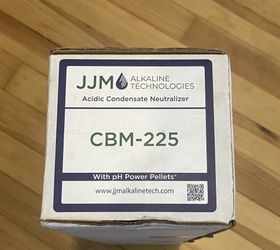 JJM ALKALINE
TECHNOLOGIES
Acidic Condensate Neutralizer
CBM-225
With pH Power Pellets®
www.jjmalkalinetech.com